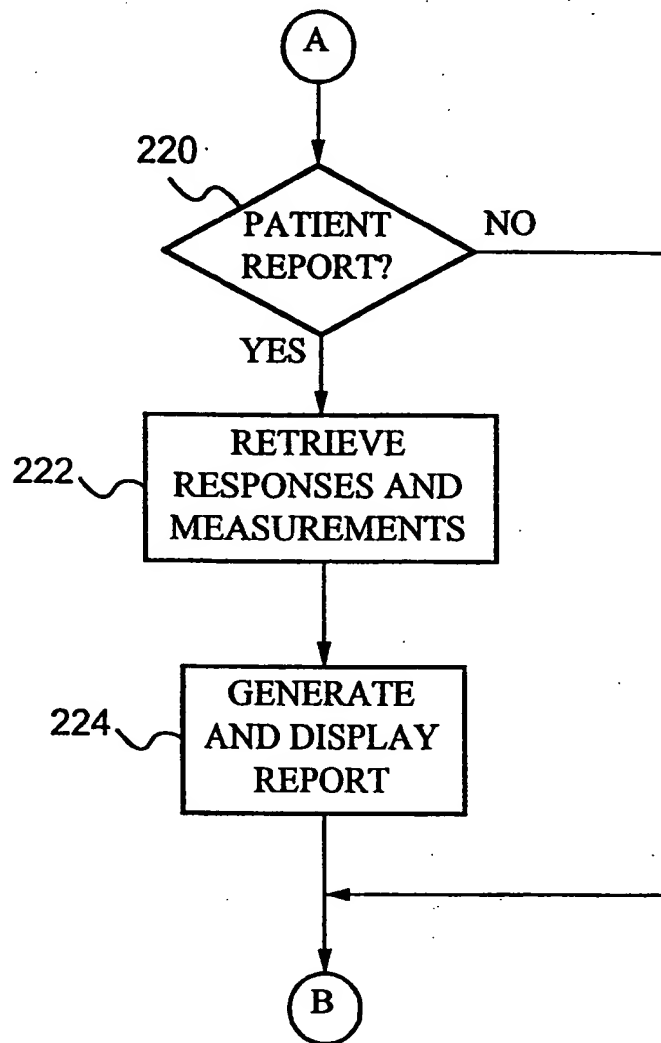 A
220
PATIENT
REPORT?
NO
YES
222
RETRIEVE
RESPONSES AND
MEASUREMENTS
224
GENERATE
AND DISPLAY
REPORT
B